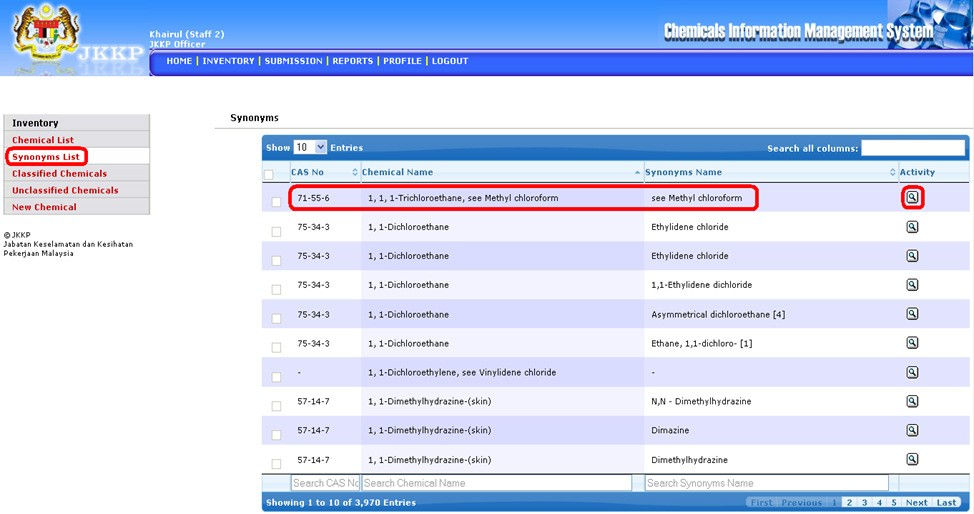 Chemicals Information Management System
JKKP
Khairul (Staff 2)
JKKP Officer
HOME | INVENTORY | SUBMISSION | REPORTS | PROFILE | LOGOUT
Inventory
Chemical List
Synonyms List
Classified Chemicals
Unclassified Chemicals
New Chemical
© JKKP
Jabatan Keselamatan dan Kesihatan
Pekerjaan Malaysia
Synonyms
Show 10 Entries Search all columns:
CAS No Chemical Name Synonyms Name Activity
71-55-6 1, 1, 1-Trichloroethane, see Methyl chloroform see Methyl chloroform
75-34-3 1, 1-Dichloroethane Ethylidene chloride
75-34-3 1, 1-Dichloroethane Ethylidene chloride
75-34-3 1, 1-Dichloroethane 1,1-Ethylidene dichloride
75-34-3 1, 1-Dichloroethane Asymmetrical dichloroethane [4]
75-34-3 1, 1-Dichloroethane Ethane, 1,1-dichloro- [1]
- 1, 1-Dichloroethylene, see Vinylidene chloride -
57-14-7 1, 1-Dimethylhydrazine-(skin) N,N - Dimethylhydrazine
57-14-7 1, 1-Dimethylhydrazine-(skin) Dimazine
57-14-7 1, 1-Dimethylhydrazine-(skin) Dimethylhydrazine
Search CAS No Search Chemical Name Search Synonyms Name
Showing 1 to 10 of 3,970 Entries First Previous 1 2 3 4 5 Next Last